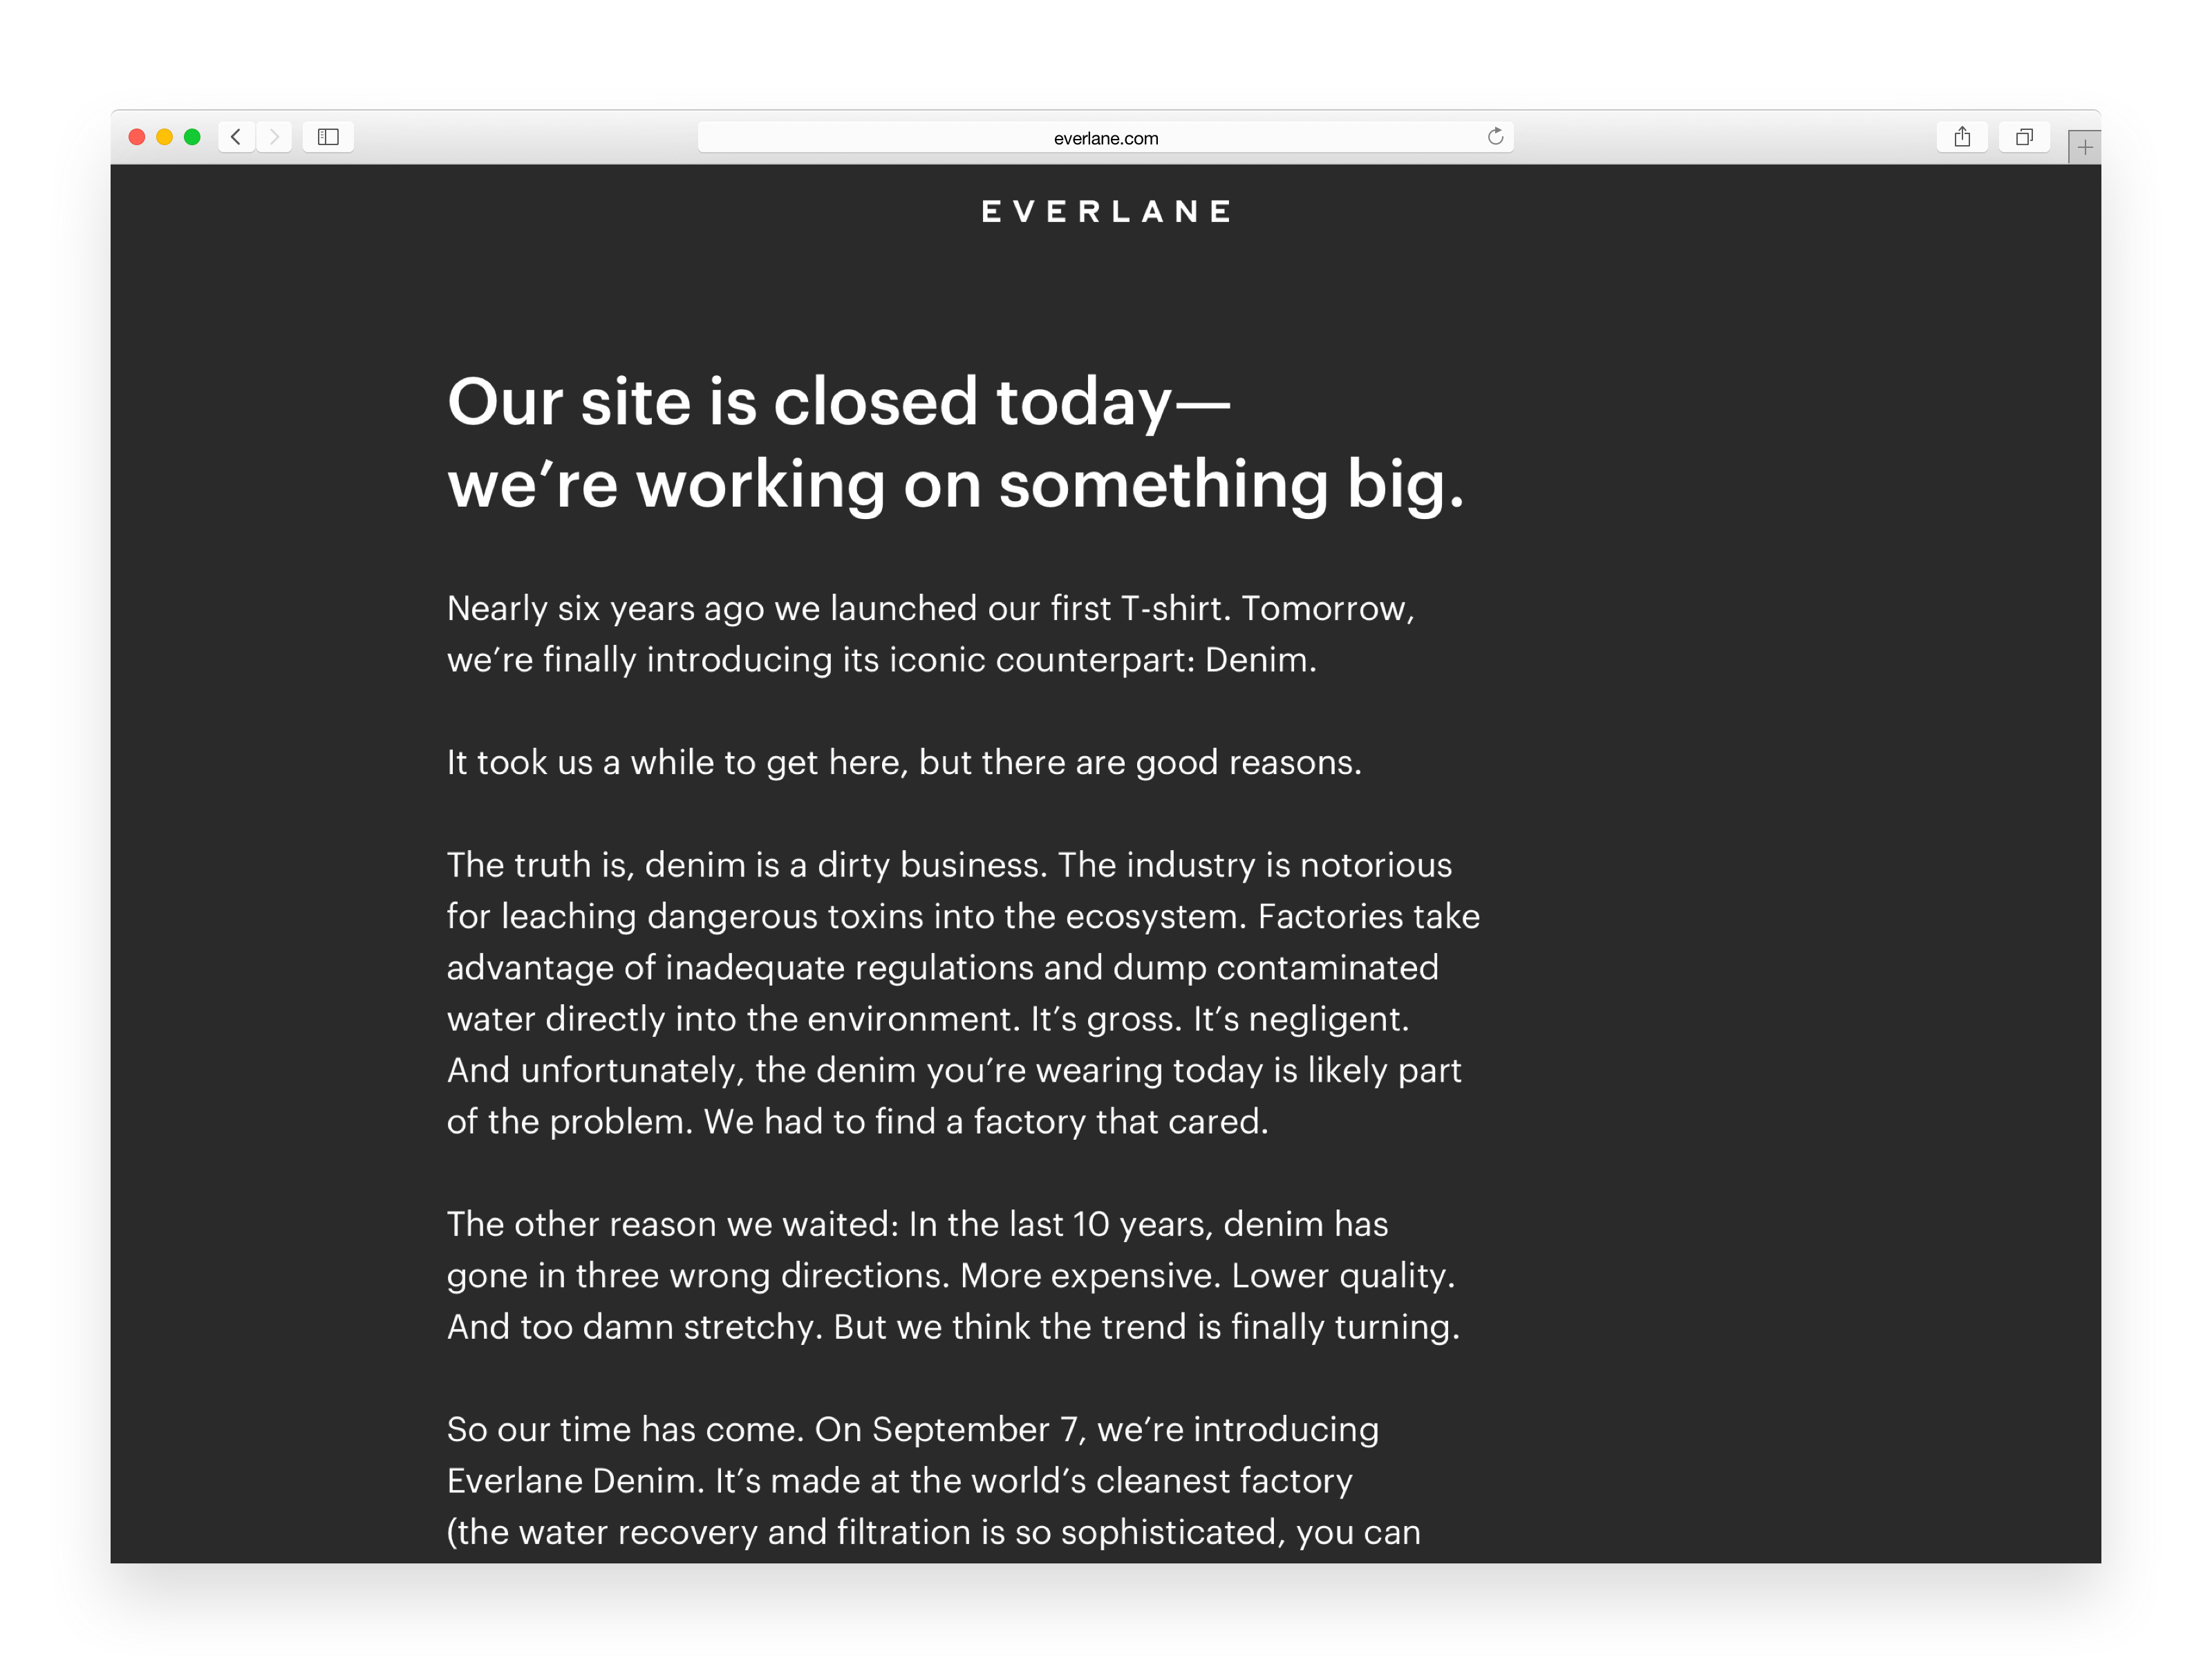 everlane.com
EVERLANE
Our site is closed today—
we’re working on something big.
Nearly six years ago we launched our first T-shirt. Tomorrow,
we’re finally introducing its iconic counterpart: Denim.
It took us a while to get here, but there are good reasons.
The truth is, denim is a dirty business. The industry is notorious
for leaching dangerous toxins into the ecosystem. Factories take
advantage of inadequate regulations and dump contaminated
water directly into the environment. It’s gross. It’s negligent.
And unfortunately, the denim you’re wearing today is likely part
of the problem. We had to find a factory that cared.
The other reason we waited: In the last 10 years, denim has
gone in three wrong directions. More expensive. Lower quality.
And too damn stretchy. But we think the trend is finally turning.
So our time has come. On September 7, we’re introducing
Everlane Denim. It’s made at the world’s cleanest factory
(the water recovery and filtration is so sophisticated, you can